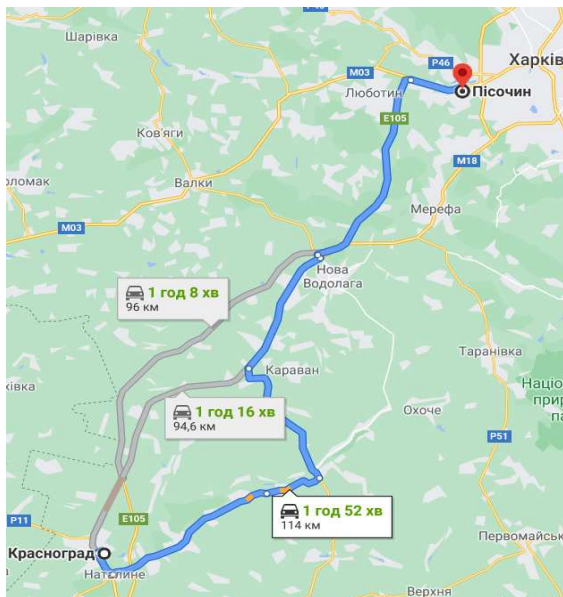 Шарівка
P46
Харків
M03
Люботин
Пісочин
E105
Ков'яги
M18
Валки
Мерефа
M03
Нова
Водолага
1 год 8 хв
96 км
Караван
Таранівка
1 год 16 хв
94,6 км
Охоче
P51
1 год 52 хв
114 км
P11
E105
Первомайськ
Красноград
Наталине
Верхня